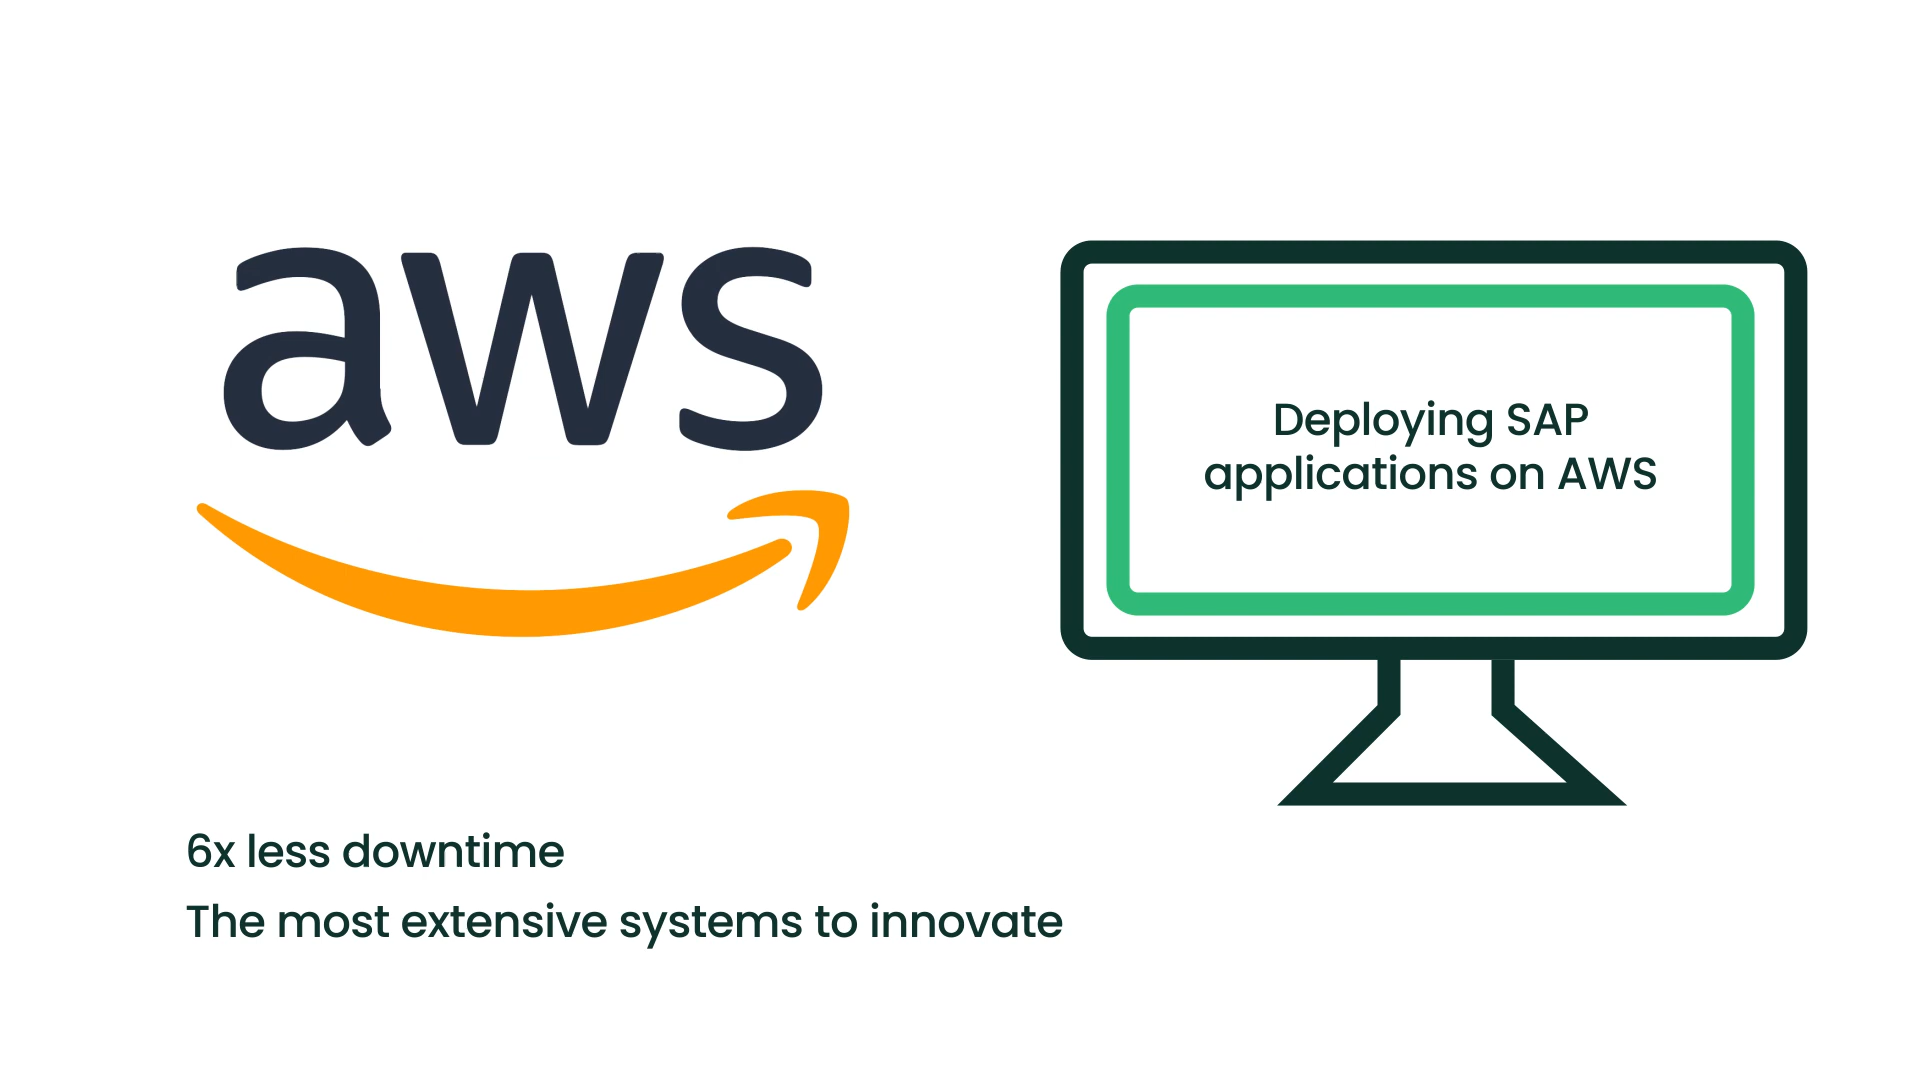 aws
Deploying SAP
applications on AWS
6x less downtime
The most extensive systems to innovate